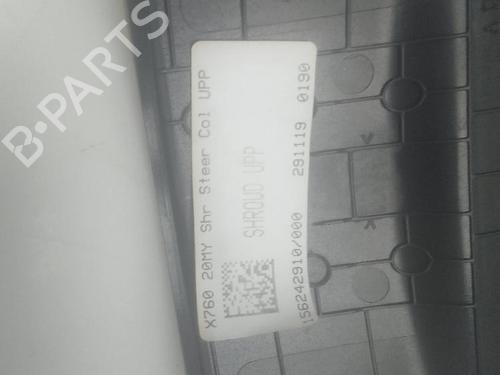 B-PARTS
X760 20MY Shr Steer Col UPP
SHROUD UPP
156242910/000 291119 0190